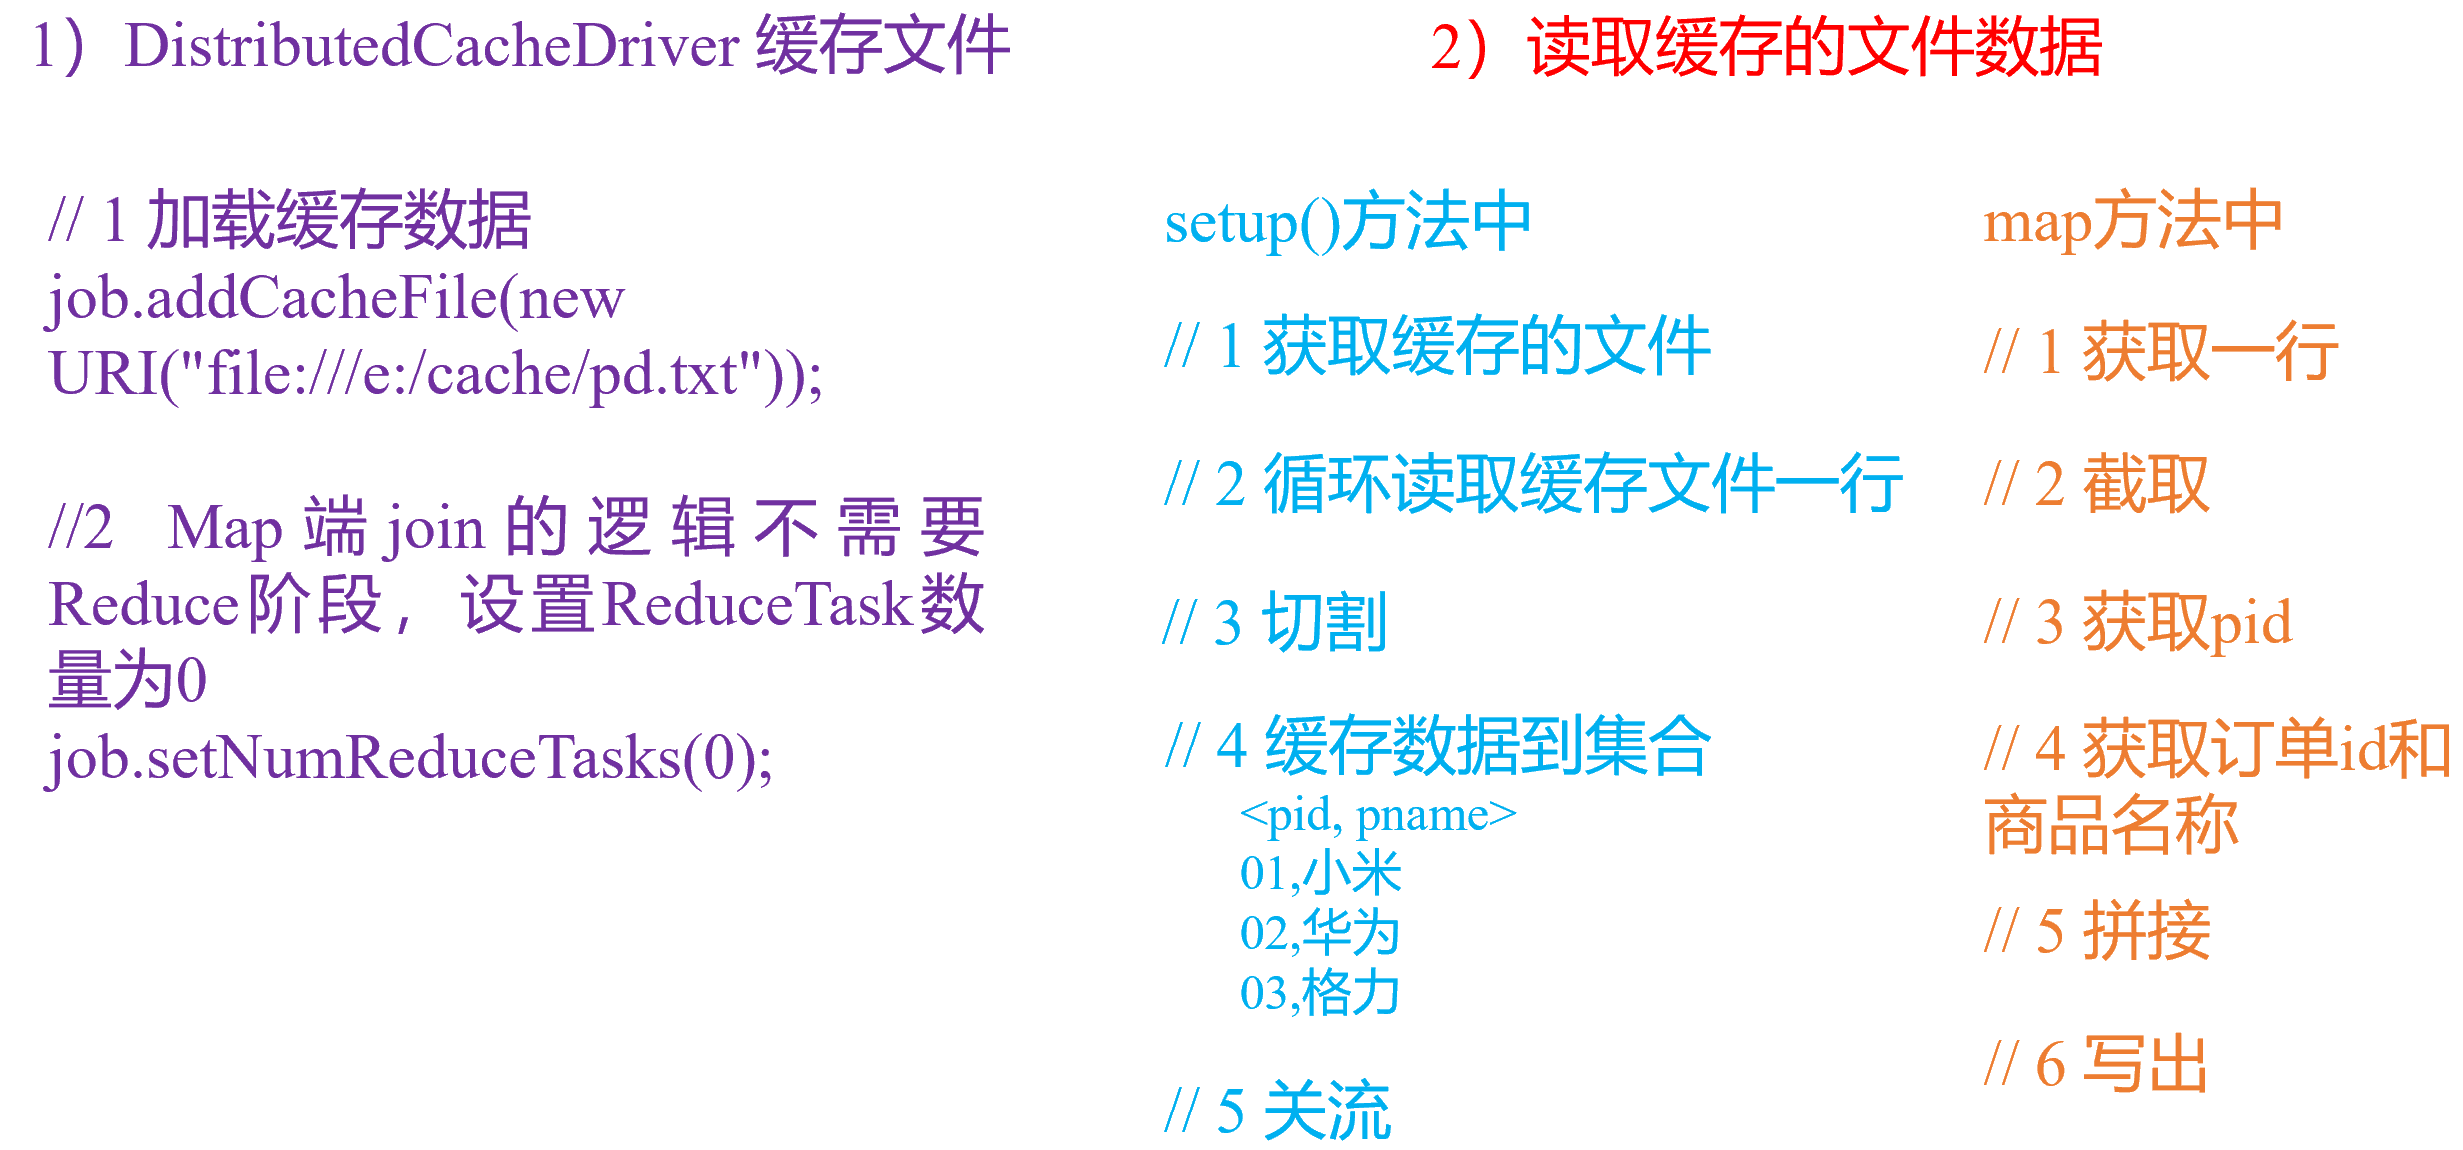 1）DistributedCacheDriver 缓存文件
// 1 加载缓存数据
job.addCacheFile(new
URI("file:///e:/cache/pd.txt"));
//2 Map 端 join 的 逻 辑 不 需 要
Reduce阶段，设置ReduceTask数
量为0
job.setNumReduceTasks(0);
2）读取缓存的文件数据
setup()方法中
// 1 获取缓存的文件
// 2 循环读取缓存文件一行
// 3 切割
// 4 缓存数据到集合
<pid, pname>
01,小米
02,华为
03,格力
// 5 关流
map方法中
// 1 获取一行
// 2 截取
// 3 获取pid
// 4 获取订单id和
商品名称
// 5 拼接
// 6 写出